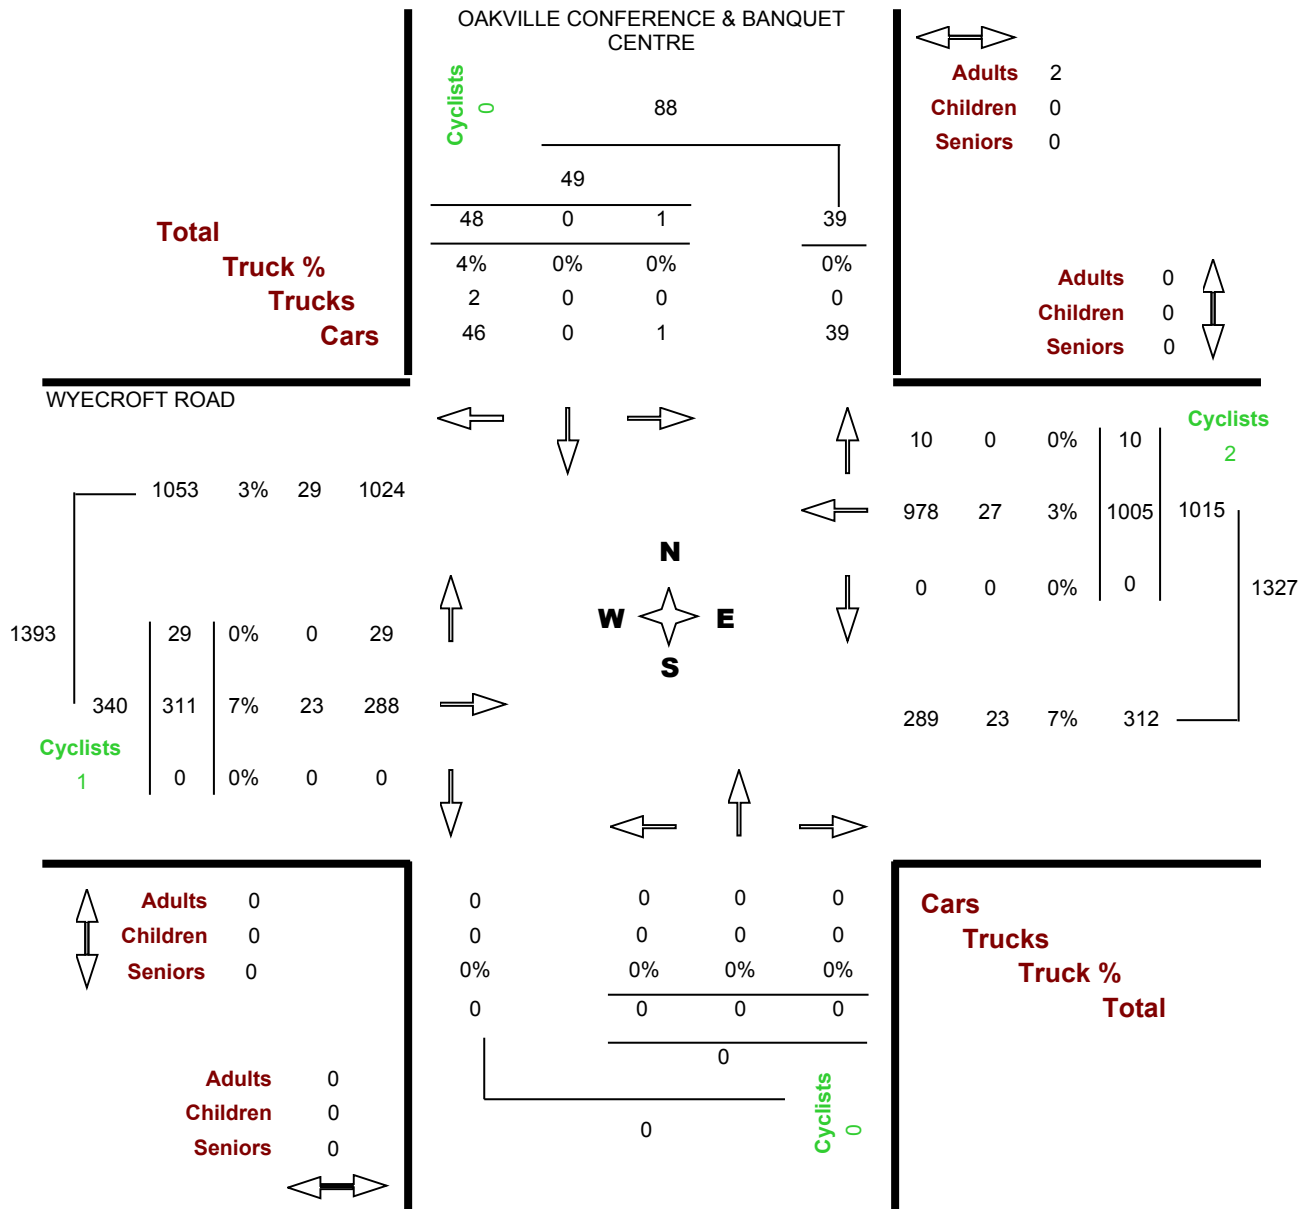 OAKVILLE CONFERENCE & BANQUET
CENTRE
Cyclists
0
88
49
48 0 1 39
4% 0% 0% 0%
2 0 0 0
46 0 1 39
Total
Truck %
Trucks
Cars
Adults 2
Children 0
Seniors 0
Adults 0
Children 0
Seniors 0
WYECROFT ROAD
1053 3% 29 1024
1393
29 0% 0 29
340 311 7% 23 288
Cyclists
1
0 0% 0 0
N
W E
S
10 0 0% 10
Cyclists
2
978 27 3% 1005 1015
0 0 0% 0
1327
289 23 7% 312
Adults 0
Children 0
Seniors 0
Adults 0
Children 0
Seniors 0
0 0 0 0
0 0 0 0
0% 0% 0% 0%
0 0 0 0
0
0
Cyclists
0
Cars
Trucks
Truck %
Total